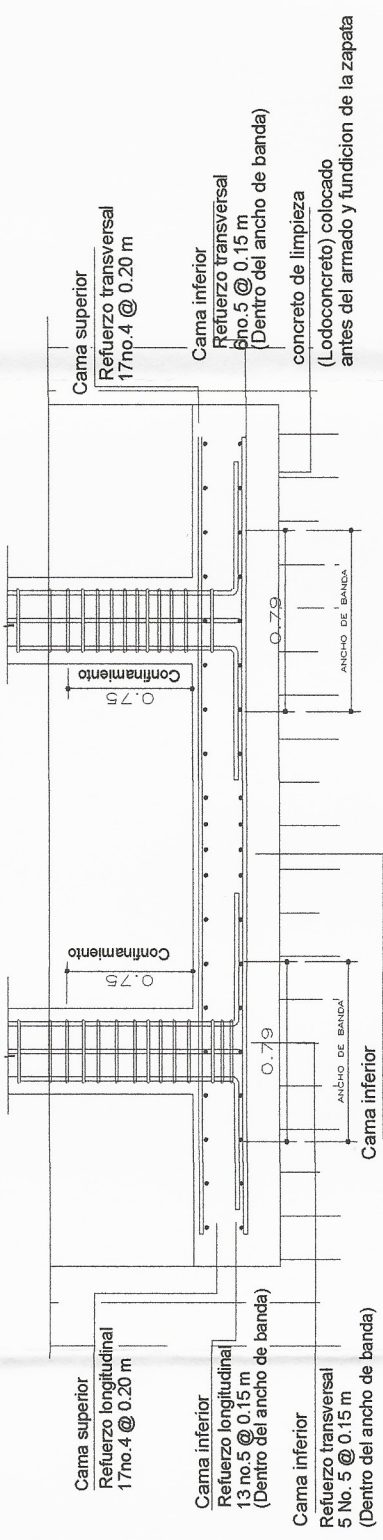 Cama superior
Refuerzo longitudinal
17no.4 @ 0.20 m
Cama inferior
Refuerzo longitudinal
13 no.5 @ 0.15 m
(Dentro del ancho de banda)
Cama inferior
Refuerzo transversal
5 No. 5 @ 0.15 m
(Dentro del ancho de banda)
0.75
Confinamiento
0.79
ANCHO DE BANDA
Cama inferior
0.75
Confinamiento
0.79
ANCHO DE BANDA
Cama superior
Refuerzo transversal
17no.4 @ 0.20 m
Cama inferior
Refuerzo transversal
6no.5 @ 0.15 m
(Dentro del ancho de banda)
concreto de limpieza
(Lodoconcreto) colocado
antes del armado y fundicion de la zapata